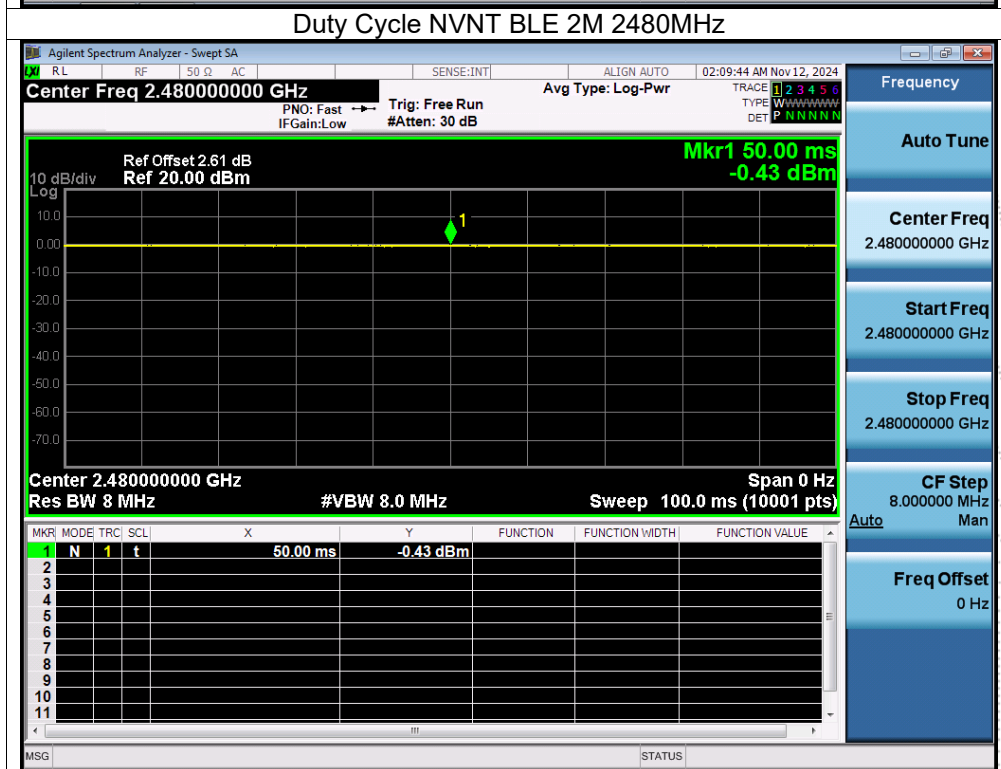 Duty Cycle NVNT BLE 2M 2480MHz
Agilent Spectrum Analyzer - Swept SA
LXI RL RF 50 Ω AC SENSE:INT ALIGN AUTO 02:09:44 AM Nov 12, 2024
Center Freq 2.480000000 GHz
PNO: Fast
IFGain:Low
Trig: Free Run
#Atten: 30 dB
Avg Type: Log-Pwr
TRACE 1 2 3 4 5 6
TYPE WWWWWW
DET P N N N N N
Ref Offset 2.61 dB
Ref 20.00 dBm
10 dB/div
Log
Mkr1 50.00 ms
-0.43 dBm
10.0
0.00
-10.0
-20.0
-30.0
-40.0
-50.0
-60.0
-70.0
1
Center 2.480000000 GHz Span 0 Hz
Res BW 8 MHz #VBW 8.0 MHz Sweep 100.0 ms (10001 pts)
MKR MODE TRC SCL X Y FUNCTION FUNCTION WIDTH FUNCTION VALUE
1 N 1 t 50.00 ms -0.43 dBm
2
3
4
5
6
7
8
9
10
11
MSG STATUS
Frequency
Auto Tune
Center Freq
2.480000000 GHz
Start Freq
2.480000000 GHz
Stop Freq
2.480000000 GHz
CF Step
8.000000 MHz
Auto Man
Freq Offset
0 Hz